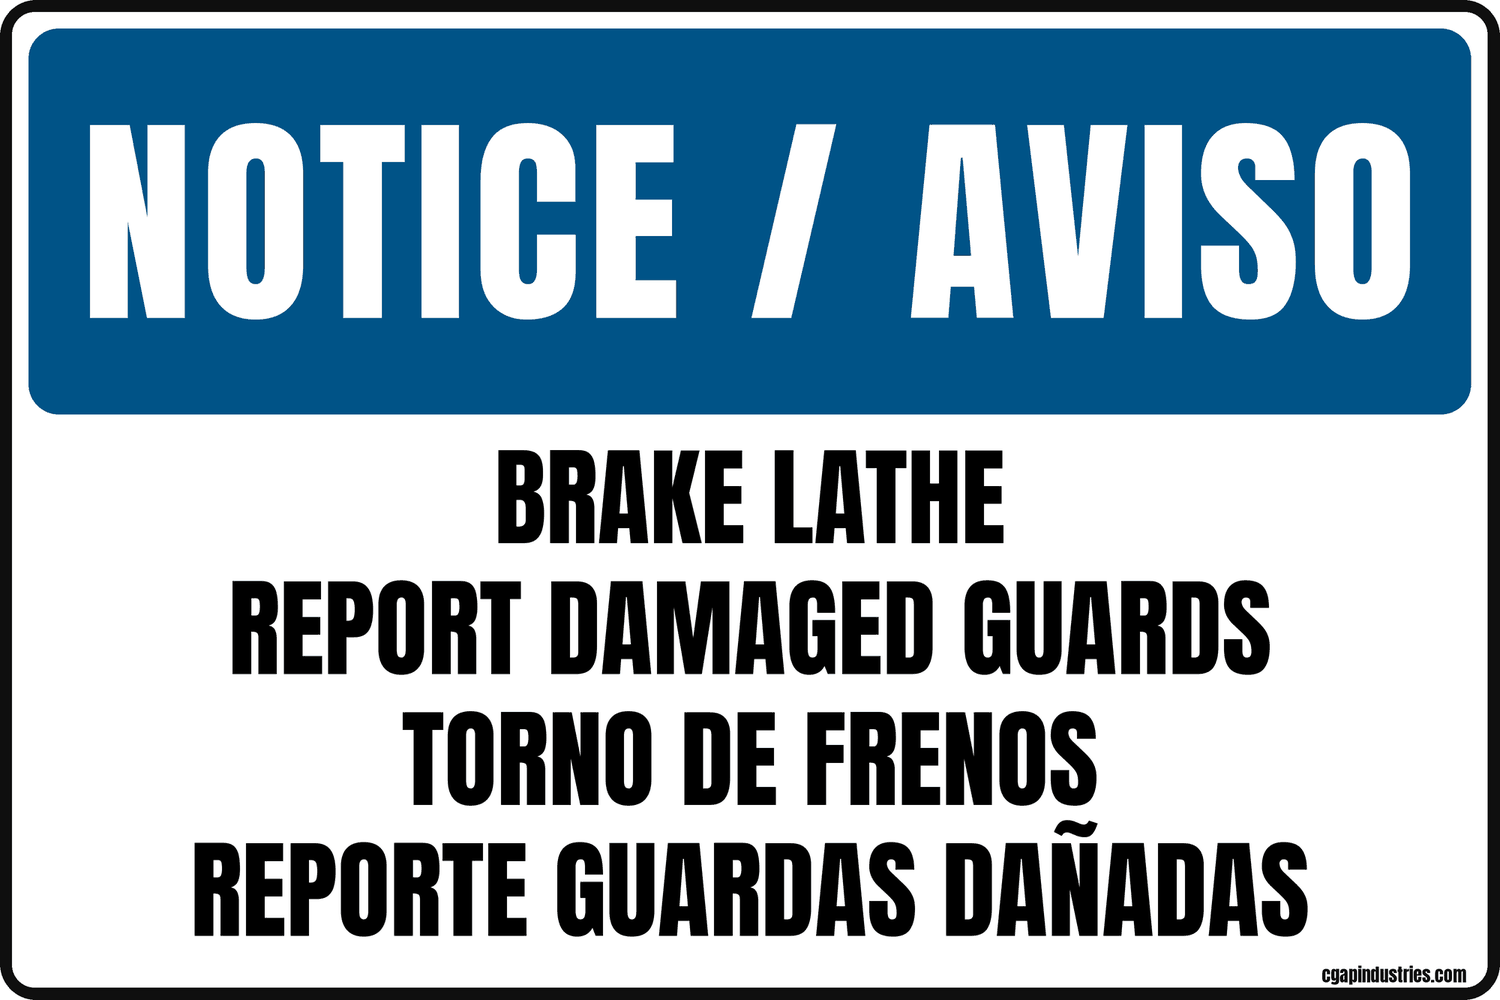 NOTICE / AVISO
BRAKE LATHE
REPORT DAMAGED GUARDS
TORNO DE FRENOS
REPORTE GUARDAS DAÑADAS
cgapindustries.com